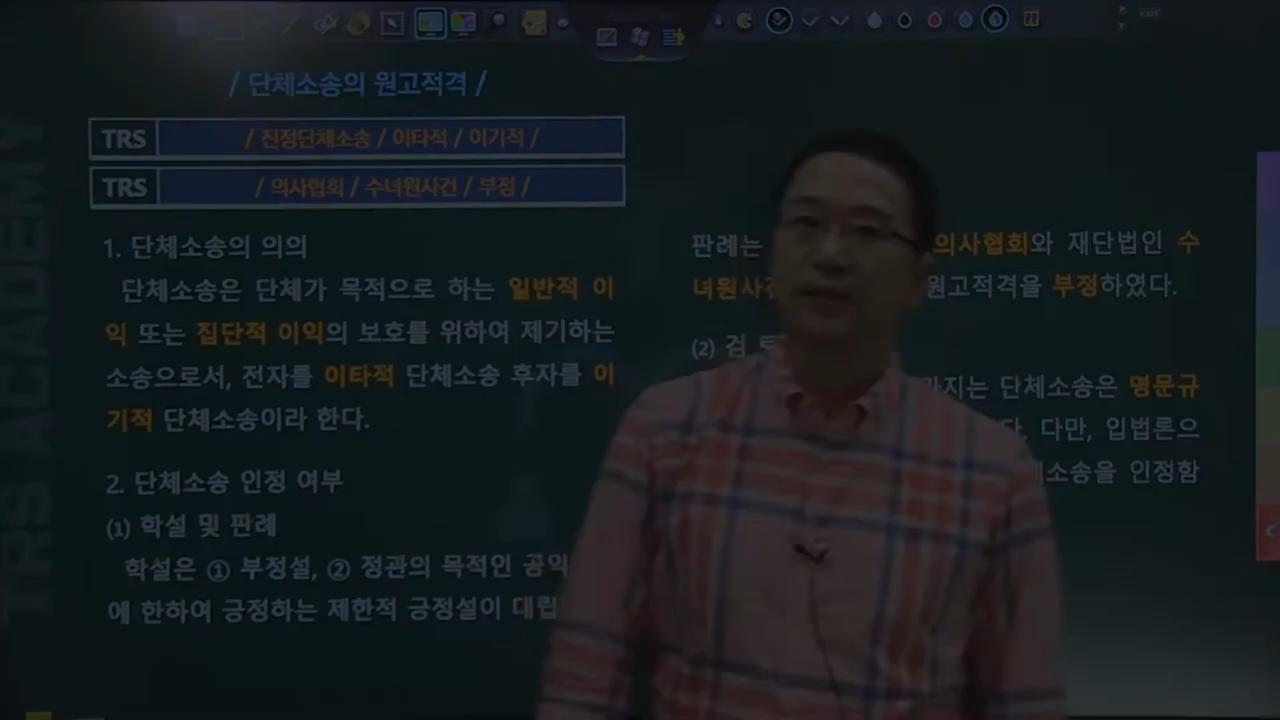 EXIT
/ 단체소송의 원고적격 /
TRS / 진정단체소송 / 이타적 / 이기적 /
TRS / 의사협회 / 수녀원사건 / 부정 /
1. 단체소송의 의의
단체소송은 단체가 목적으로 하는 일반적 이
익 또는 집단적 이익의 보호를 위하여 제기하는
소송으로서, 전자를 이타적 단체소송 후자를 이
기적 단체소송이라 한다.
2. 단체소송 인정 여부
(1) 학설 및 판례
학설은 ① 부정설, ② 정관의 목적인 공익
에 한하여 긍정하는 제한적 긍정설이 대립
판례는 의사협회와 재단법인 수
녀원사건 원고적격을 부정하였다.
(2) 검
단체소송은 명문규
다만, 입법론으
인정함
TRS ACADEMY